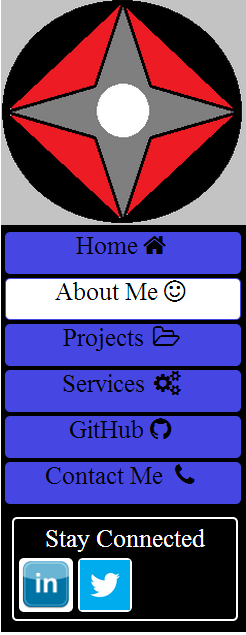 Home
About Me
Projects
Services
GitHub
Contact Me
Stay Connected
in